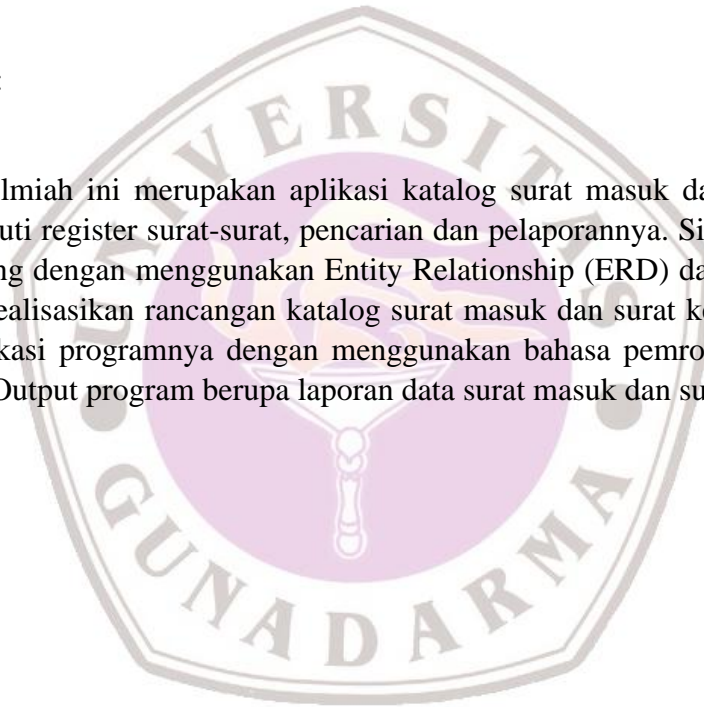 :
lmiah ini merupakan aplikasi katalog surat masuk da
uti register surat-surat, pencarian dan pelaporannya. Si
ng dengan menggunakan Entity Relationship (ERD) da
ealisasikan rancangan katalog surat masuk dan surat ke
kasi programnya dengan menggunakan bahasa pemro
Output program berupa laporan data surat masuk dan su
UNIVERSITAS
GUNADARMA